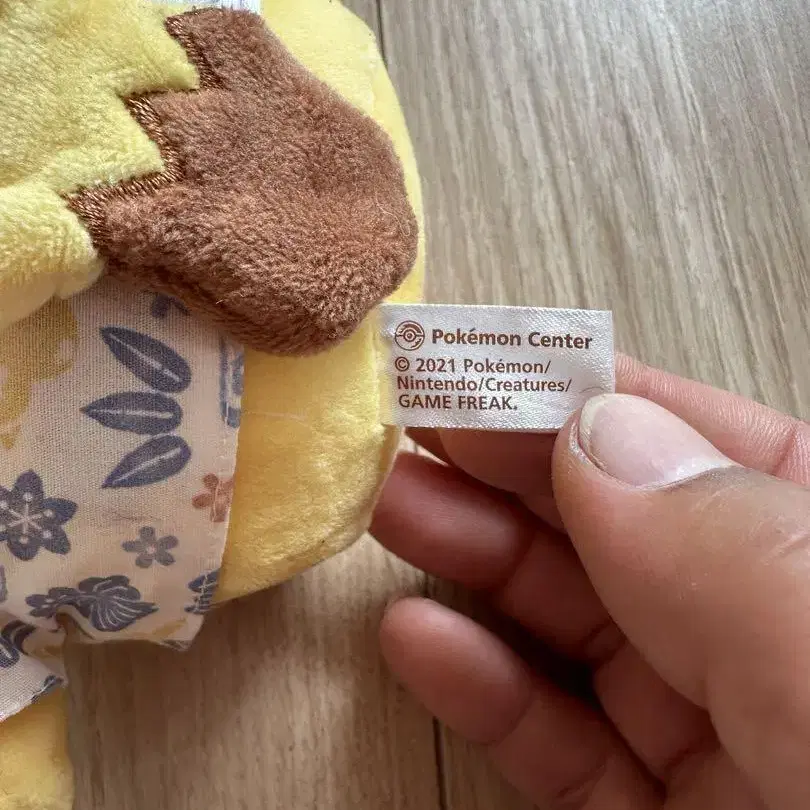 Pokémon Center
© 2021 Pokémon/
Nintendo/Creatures/
GAME FREAK.